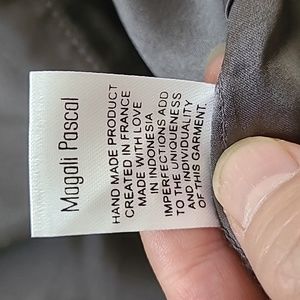 Magali Pascal
HAND MADE PRODUCT
CREATED IN FRANCE
MADE WITH LOVE
IN INDONESIA
IMPERFECTIONS ADD
TO THE UNIQUENESS
AND INDIVIDUALITY
OF THIS GARMENT.